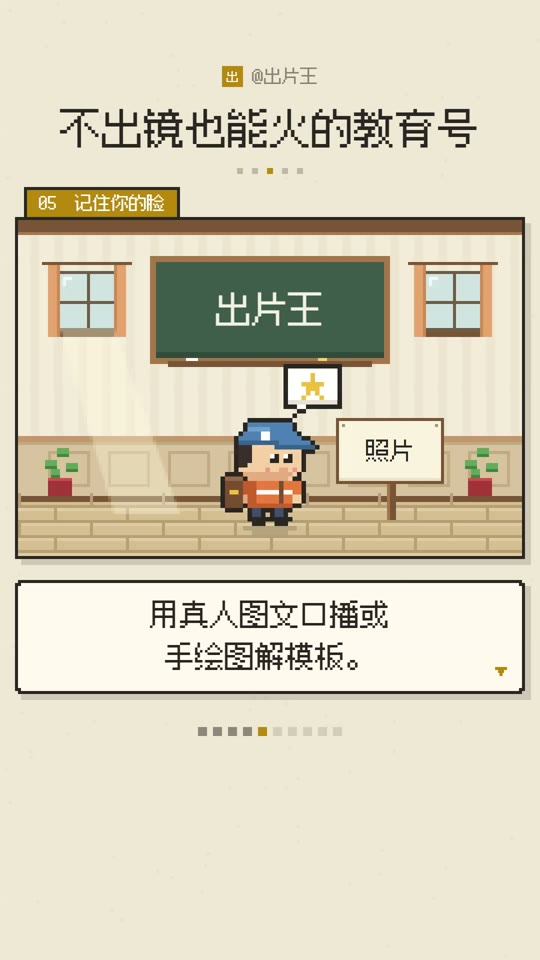 出 @出片王
不出镜也能火的教育号
05 记住你的脸
出片王
照片
用真人图文口播或
手绘图解模板。